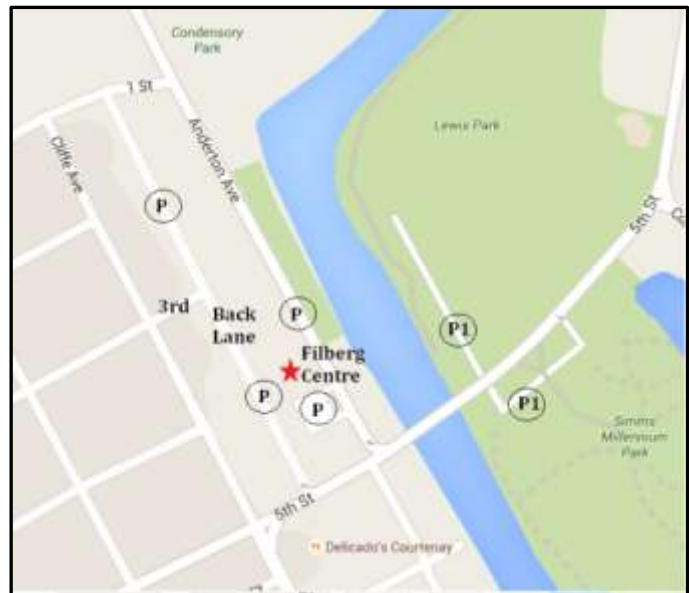 Condensory
Park
1 St
Anderton Ave
Cliffe Ave
Lewis Park
5th St
P
3rd
Back
Lane
P
P1
Filberg
Centre
P
P
P1
Simms
Millennium
Park
5th St
Delicado's Courtenay